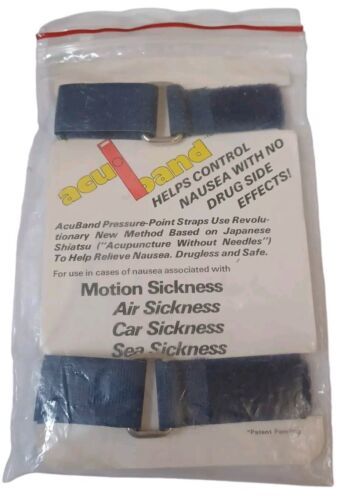 acuband
HELPS CONTROL
NAUSEA WITH NO
DRUG SIDE
EFFECTS!
AcuBand Pressure-Point Straps Use Revolu-
tionary New Method Based on Japanese
Shiatsu ("Acupuncture Without Needles")
To Help Relieve Nausea. Drugless and Safe.
For use in cases of nausea associated with
Motion Sickness
Air Sickness
Car Sickness
Sea Sickness
*Patent Pending